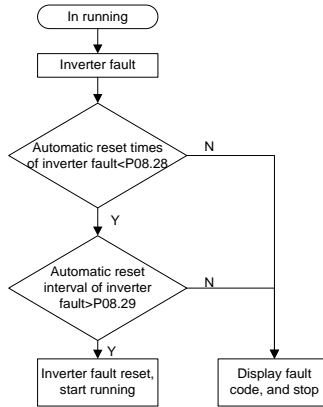 In running
Inverter fault
Automatic reset times
of inverter fault<P08.28
N
Y
Automatic reset
interval of inverter
fault>P08.29
N
Y
Inverter fault reset,
start running
Display fault
code, and stop